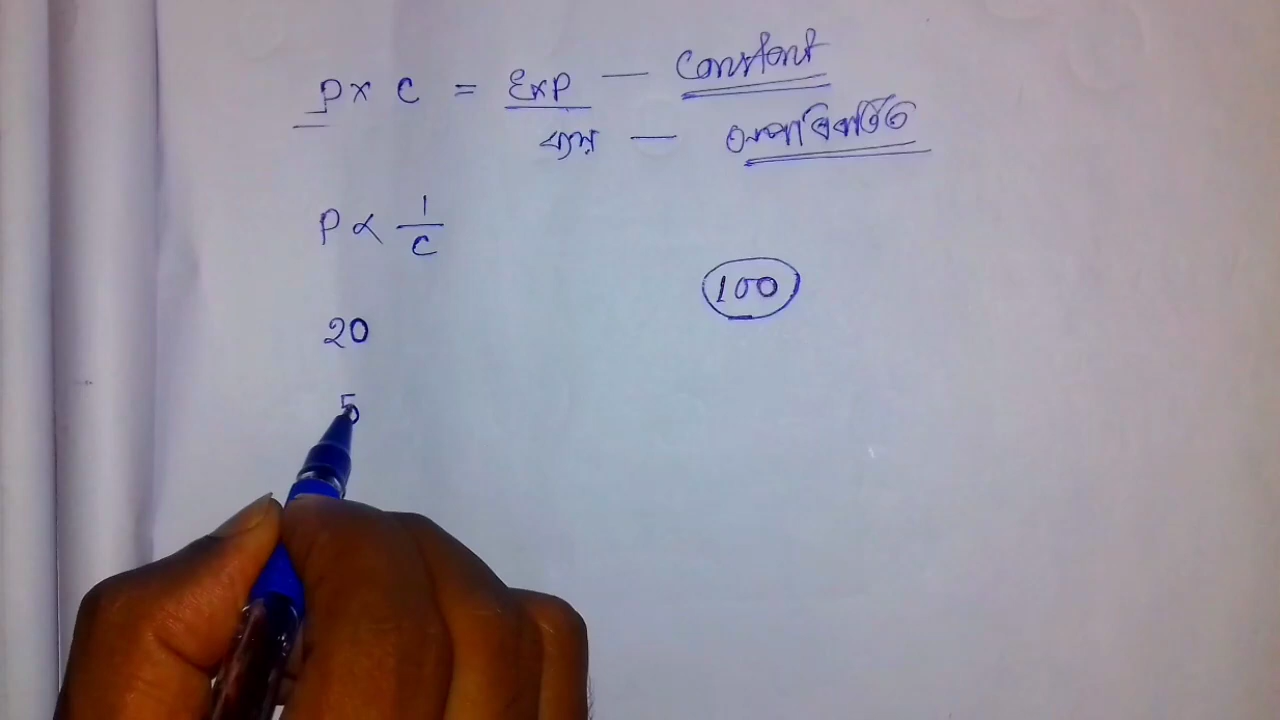 P× C = Exp — Constant
ব্যয় — অপরিবর্তিত
P ∝ 1/C
100
20
5